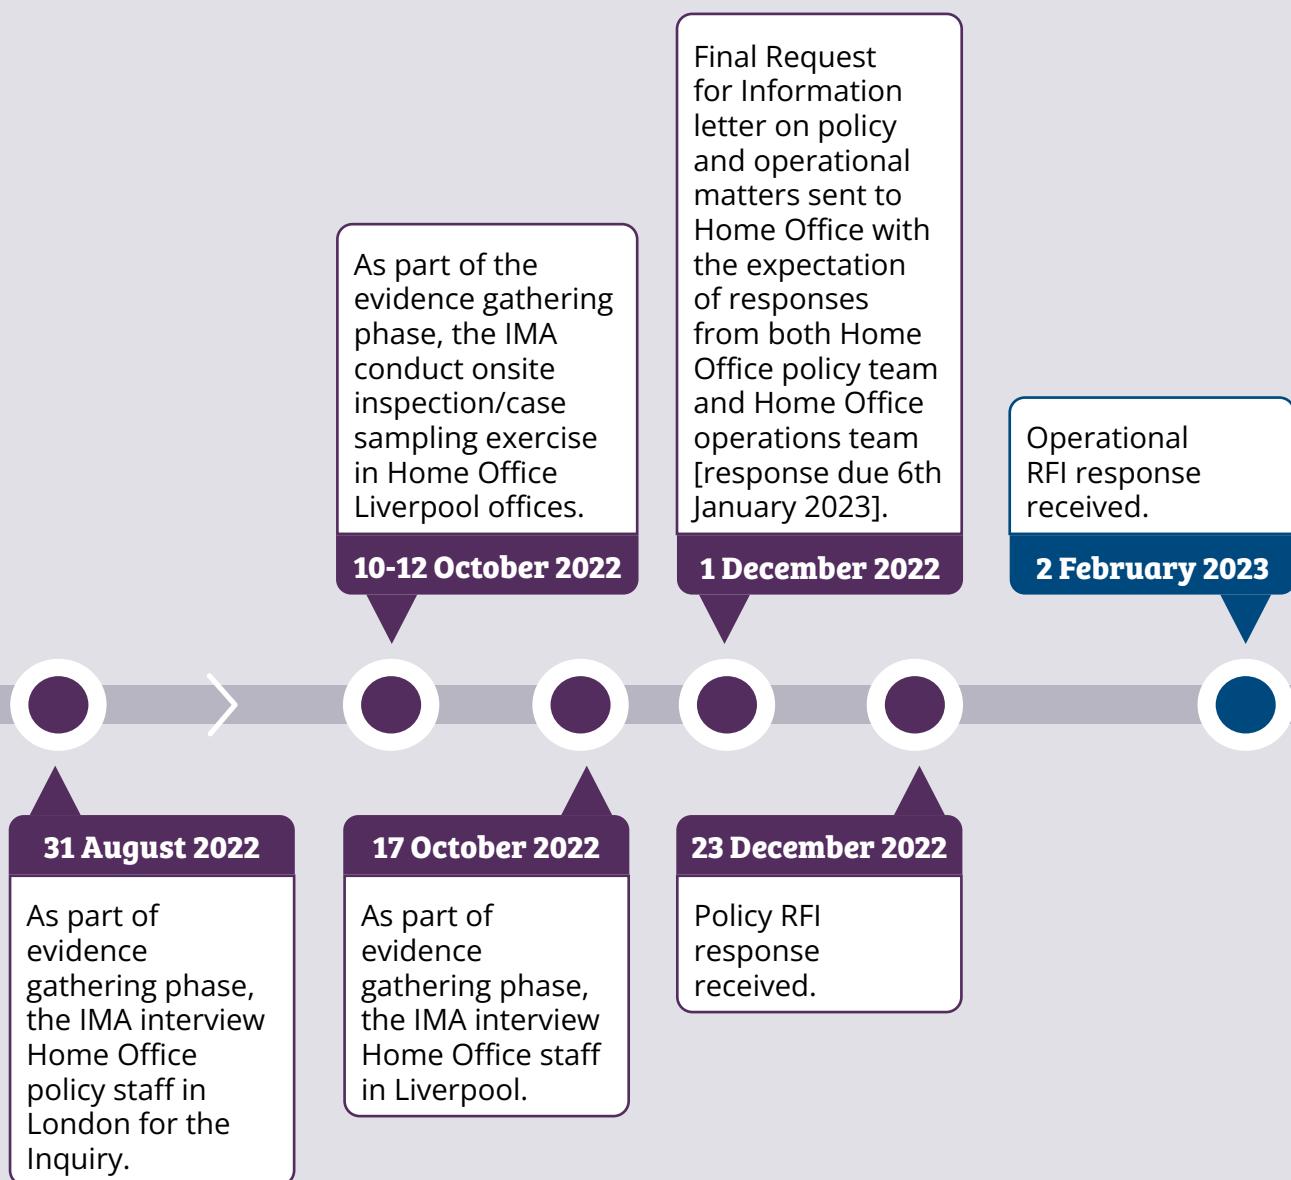 Final Request
for Information
letter on policy
and operational
matters sent to
Home Office with
the expectation
of responses
from both Home
Office policy team
and Home Office
operations team
[response due 6th
January 2023].
1 December 2022
As part of the
evidence gathering
phase, the IMA
conduct onsite
inspection/case
sampling exercise
in Home Office
Liverpool offices.
10-12 October 2022
Operational
RFI response
received.
2 February 2023
31 August 2022
As part of
evidence
gathering phase,
the IMA interview
Home Office
policy staff in
London for the
Inquiry.
17 October 2022
As part of
evidence
gathering phase,
the IMA interview
Home Office staff
in Liverpool.
23 December 2022
Policy RFI
response
received.